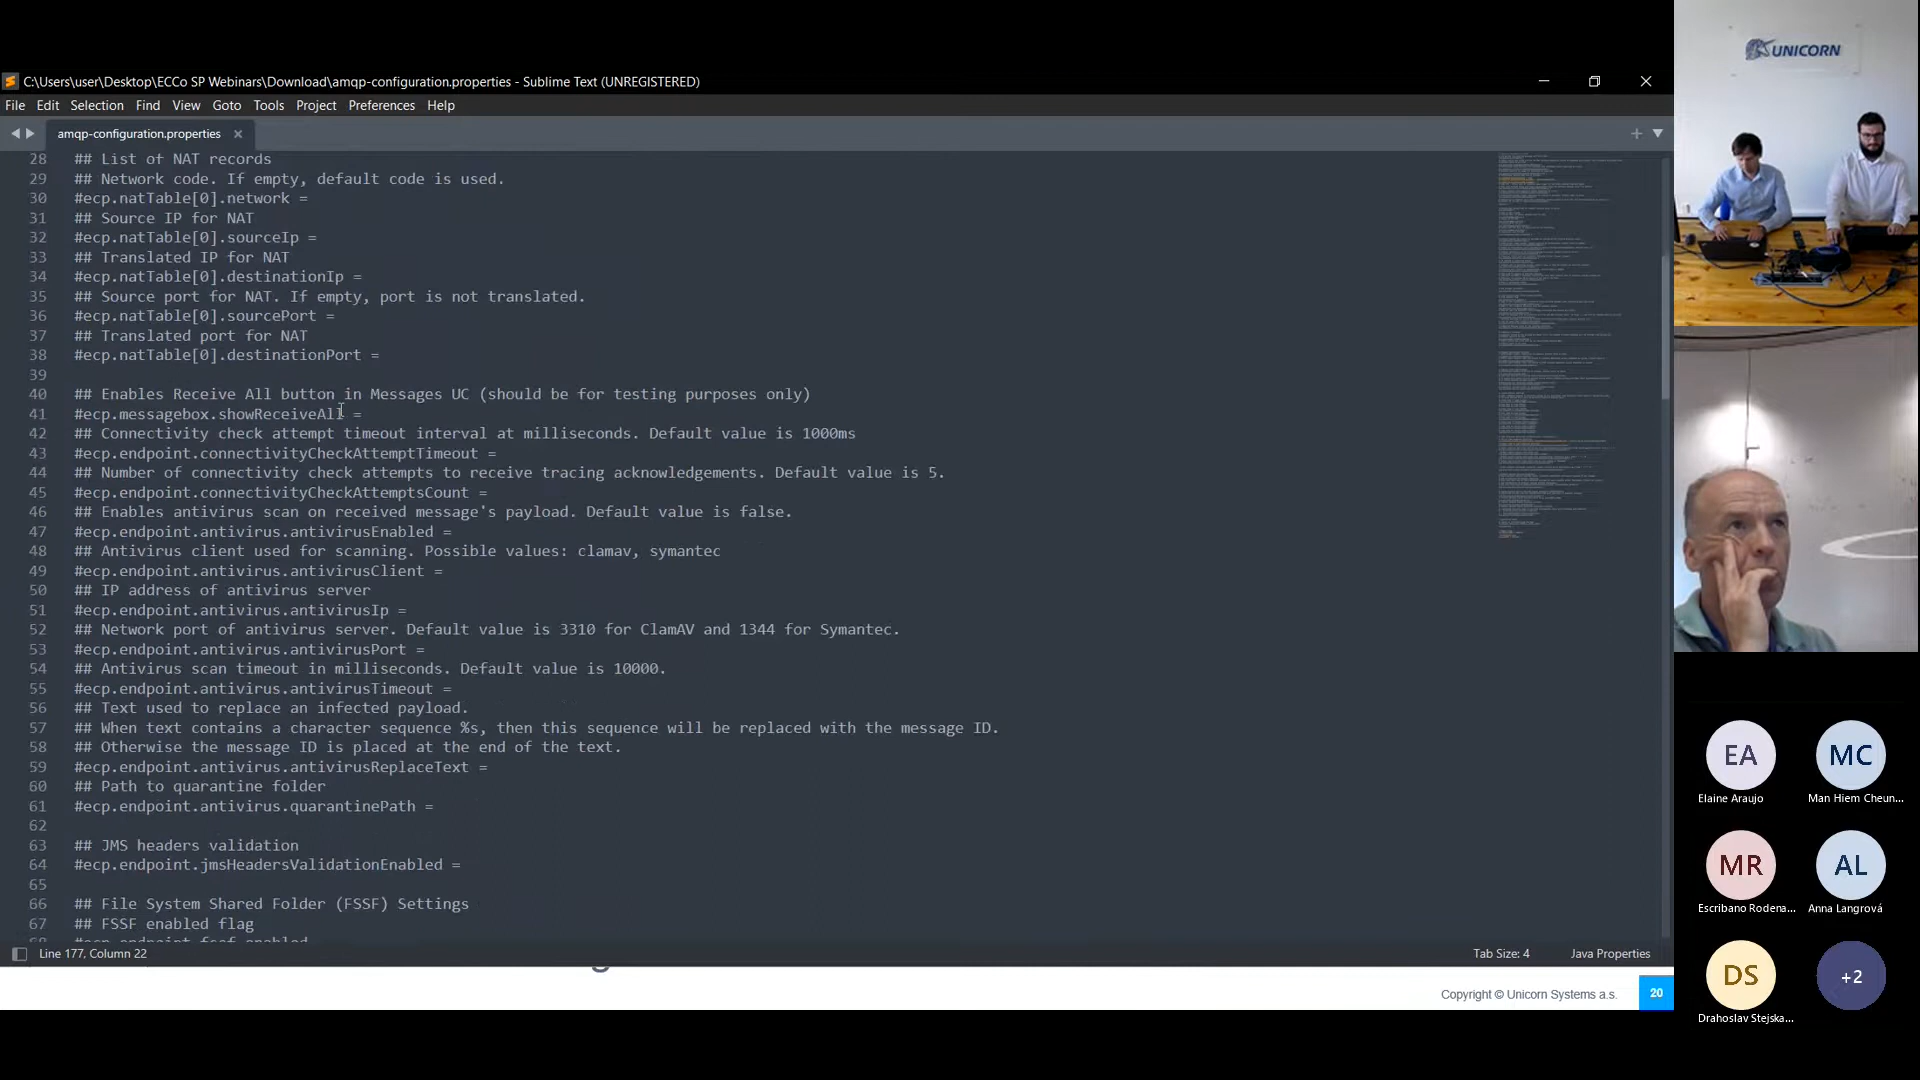 UNICORN
C:\Users\user\Desktop\ECCo SP Webinars\Download\amqp-configuration.properties - Sublime Text (UNREGISTERED)
File Edit Selection Find View Goto Tools Project Preferences Help
amqp-configuration.properties
28 ## List of NAT records
29 ## Network code. If empty, default code is used.
30 #ecp.natTable[0].network =
31 ## Source IP for NAT
32 #ecp.natTable[0].sourceIp =
33 ## Translated IP for NAT
34 #ecp.natTable[0].destinationIp =
35 ## Source port for NAT. If empty, port is not translated.
36 #ecp.natTable[0].sourcePort =
37 ## Translated port for NAT
38 #ecp.natTable[0].destinationPort =
39
40 ## Enables Receive All button in Messages UC (should be for testing purposes only)
41 #ecp.messagebox.showReceiveAll =
42 ## Connectivity check attempt timeout interval at milliseconds. Default value is 1000ms
43 #ecp.endpoint.connectivityCheckAttemptTimeout =
44 ## Number of connectivity check attempts to receive tracing acknowledgements. Default value is 5.
45 #ecp.endpoint.connectivityCheckAttemptsCount =
46 ## Enables antivirus scan on received message's payload. Default value is false.
47 #ecp.endpoint.antivirus.antivirusEnabled =
48 ## Antivirus client used for scanning. Possible values: clamav, symantec
49 #ecp.endpoint.antivirus.antivirusClient =
50 ## IP address of antivirus server
51 #ecp.endpoint.antivirus.antivirusIp =
52 ## Network port of antivirus server. Default value is 3310 for ClamAV and 1344 for Symantec.
53 #ecp.endpoint.antivirus.antivirusPort =
54 ## Antivirus scan timeout in milliseconds. Default value is 10000.
55 #ecp.endpoint.antivirus.antivirusTimeout =
56 ## Text used to replace an infected payload.
57 ## When text contains a character sequence %s, then this sequence will be replaced with the message ID.
58 ## Otherwise the message ID is placed at the end of the text.
59 #ecp.endpoint.antivirus.antivirusReplaceText =
60 ## Path to quarantine folder
61 #ecp.endpoint.antivirus.quarantinePath =
62
63 ## JMS headers validation
64 #ecp.endpoint.jmsHeadersValidationEnabled =
65
66 ## File System Shared Folder (FSSF) Settings
67 ## FSSF enabled flag
Line 177, Column 22
Tab Size: 4
Java Properties
Copyright © Unicorn Systems a.s. 20
EA MC
Elaine Araujo Man Hiem Cheun...
MR AL
Escribano Rodena... Anna Langrová
DS +2
Drahoslav Stejska...